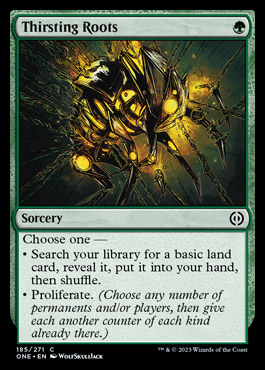 Thirsting Roots
Sorcery
Choose one —
• Search your library for a basic land
card, reveal it, put it into your hand,
then shuffle.
• Proliferate. (Choose any number of
permanents and/or players, then give
each another counter of each kind
already there.)
185/271 C
ONE • EN WolfSkullJack
™ & © 2023 Wizards of the Coast